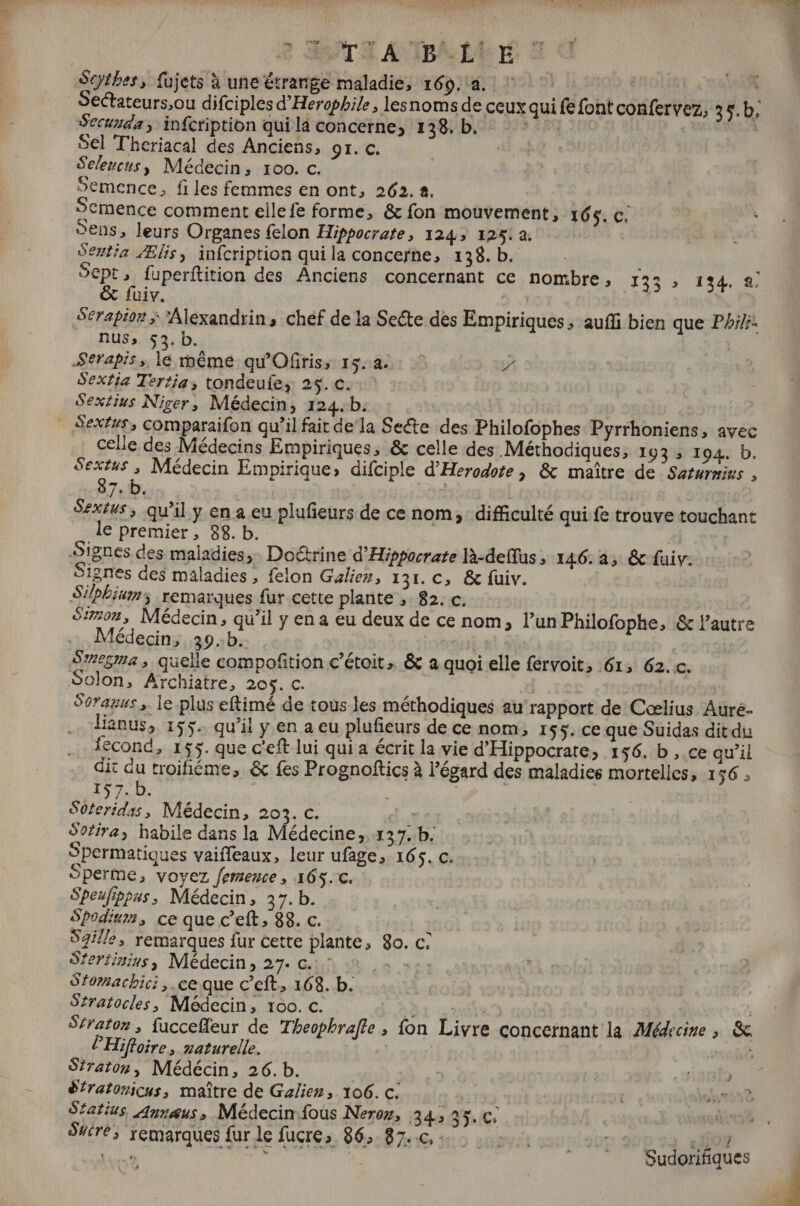 TABLE
Scythes, ſujets à une étrange maladie, 169. a.
Sectateurs, ou diſciples d'Herophile, les noms de ceux qui ſe ſont conſervez, 35. b.
Secunda, inſcription qui la concerne, 138. b.
Sel Theriacal des Anciens, 91. c.
Seleucus, Médecin, 100. c.
Semence, ſi les femmes en ont, 262. a.
Semence comment elle ſe forme, & ſon mouvement, 165. c.
Sens, leurs Organes ſelon Hippocrate, 124, 125. a.
Sentia Ælis, inſcription qui la concerne, 138. b.
Sept, ſuperſtition des Anciens concernant ce nombre, 133, 134. a.
& ſuiv.
Serapion, Alexandrin, chef de la Secte des Empiriques, auſſi bien que Phili-
nus, 53. b.
Serapis, le même qu'Oſiris, 15. a.
Sextia Tertia, tondeuſe, 25. c.
Sextius Niger, Médecin, 124. b.
Sextus, comparaiſon qu'il fait de la Secte des Philoſophes Pyrrhoniens, avec
celle des Médecins Empiriques, & celle des Méthodiques, 193, 194. b.
Sextus, Médecin Empirique, diſciple d'Herodote, & maître de Saturnius,
87. b.
Sextus, qu'il y en a eu pluſieurs de ce nom, difficulté qui ſe trouve touchant
le premier, 88. b.
Signes des maladies, Doctrine d'Hippocrate là-deſſus, 146. a, & ſuiv.
Signes des maladies, ſelon Galien, 131. c, & ſuiv.
Silphium, remarques ſur cette plante, 82. c.
Simon, Médecin, qu'il y en a eu deux de ce nom, l'un Philoſophe, & l'autre
Médecin, 39. b.
Smegma, quelle compoſition c'étoit, & a quoi elle ſervoit, 61, 62. c.
Solon, Archiatre, 205. c.
Soranus, le plus eſtimé de tous les méthodiques au rapport de Cœlius Aure-
lianus, 155. qu'il y en a eu pluſieurs de ce nom, 155. ce que Suidas dit du
ſecond, 155. que c'eſt lui qui a écrit la vie d'Hippocrate, 156. b, ce qu'il
dit du troiſiéme, & ſes Prognoſtics à l'égard des maladies mortelles, 156,
157. b.
Soteridas, Médecin, 203. c.
Sotira, habile dans la Médecine, 137. b.
Spermatiques vaiſſeaux, leur uſage, 165. c.
Sperme, voyez ſemence, 165. c.
Speuſippus, Médecin, 37. b.
Spodium, ce que c'eſt, 88. c.
Sqille, remarques ſur cette plante, 80. c.
Stertinius, Médecin, 27. c.
Stomachici, ce que c'eſt, 168. b.
Stratocles, Médecin, 100. c.
Straton, ſucceſſeur de Theophraſte, ſon Livre concernant la Médecine, &
l'Hiſtoire, naturelle.
Straton, Médécin, 26. b.
Stratonicus, maître de Galien, 106. c.
Statius Annæus, Médecin ſous Neron, 34, 35. c.
Sucre, remarques ſur le ſucre, 86, 87. c.
Sudorifiques